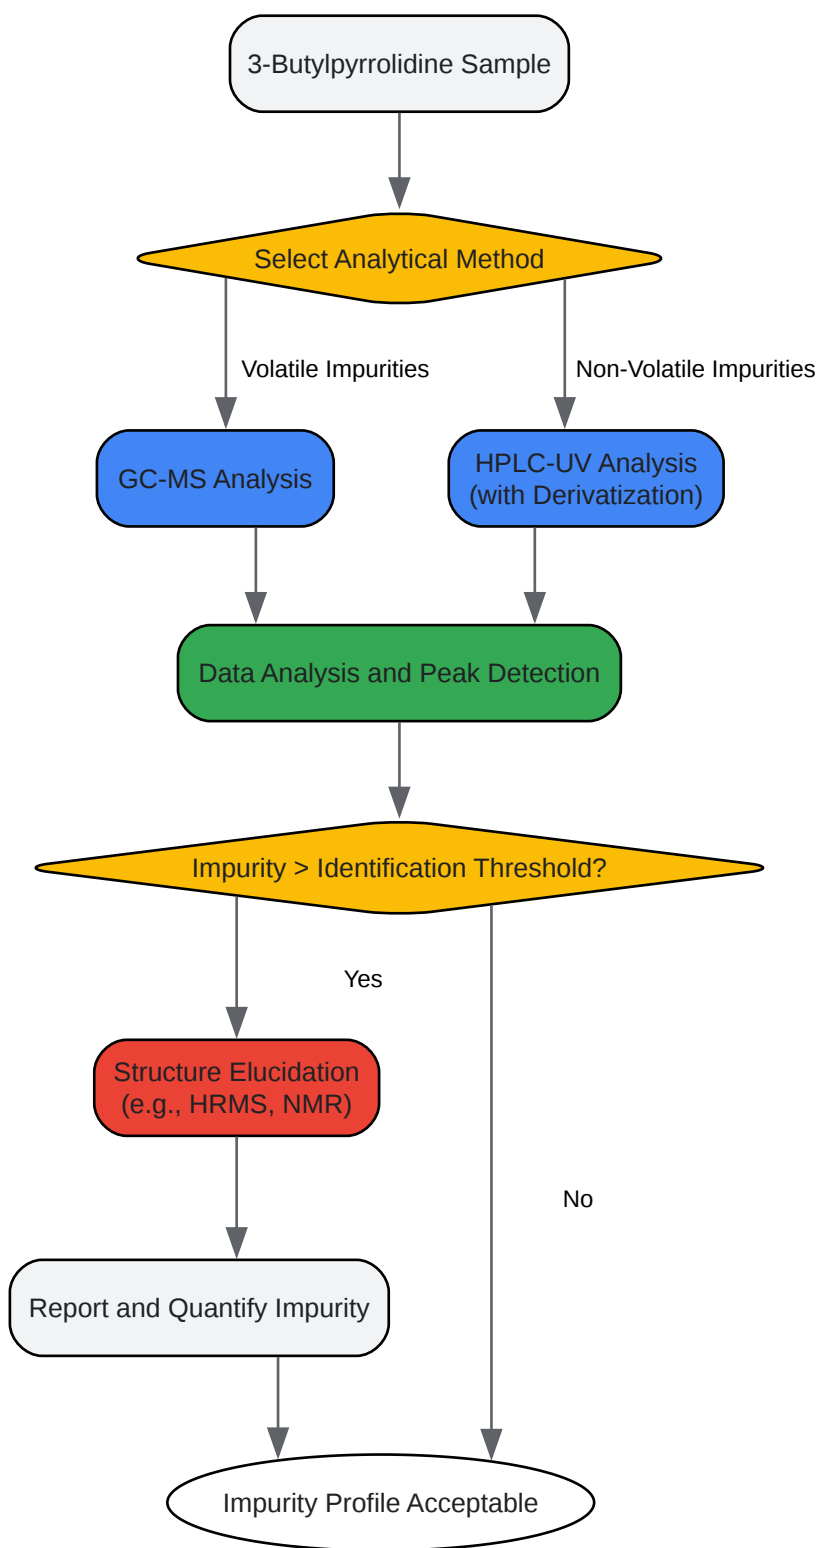 3-Butylpyrrolidine Sample
Select Analytical Method
Volatile Impurities
Non-Volatile Impurities
GC-MS Analysis
HPLC-UV Analysis
(with Derivatization)
Data Analysis and Peak Detection
Impurity > Identification Threshold?
Yes
Structure Elucidation
(e.g., HRMS, NMR)
No
Report and Quantify Impurity
Impurity Profile Acceptable